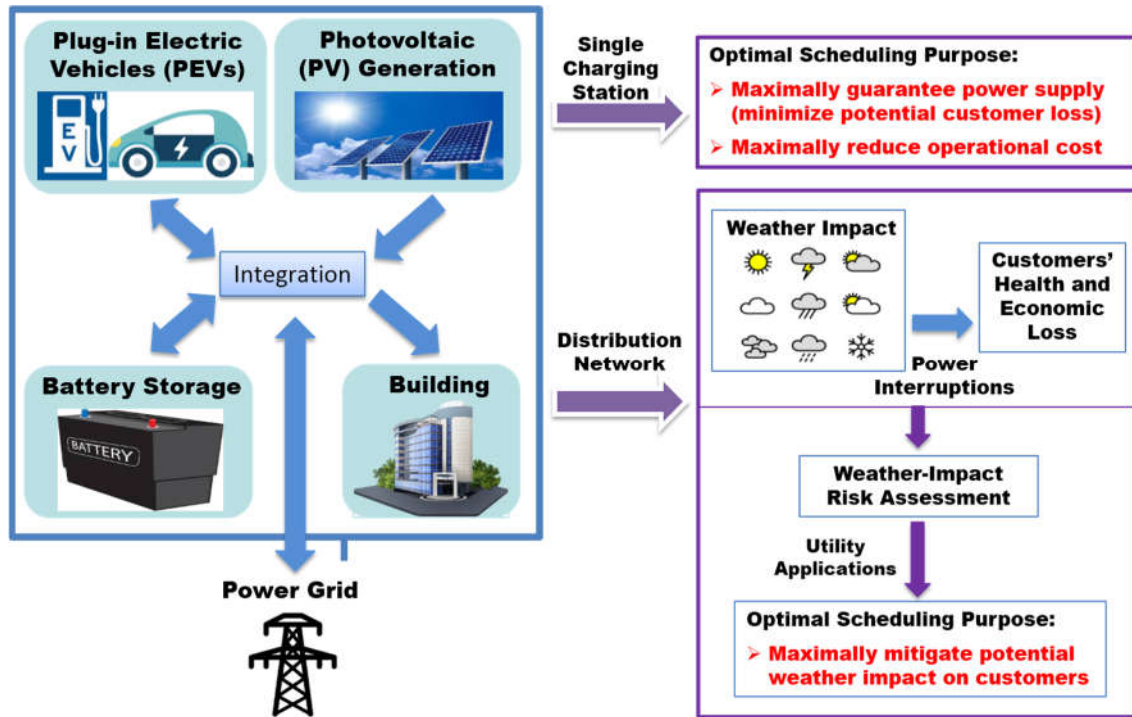 Plug-in Electric
Vehicles (PEVs)
EV
Photovoltaic
(PV) Generation
Integration
Battery Storage
BATTERY
Building
Power Grid
Single
Charging
Station
Optimal Scheduling Purpose:
➢ Maximally guarantee power supply
(minimize potential customer loss)
➢ Maximally reduce operational cost
Distribution
Network
Weather Impact
Customers'
Health and
Economic
Loss
Power
Interruptions
Weather-Impact
Risk Assessment
Utility
Applications
Optimal Scheduling Purpose:
➢ Maximally mitigate potential
weather impact on customers